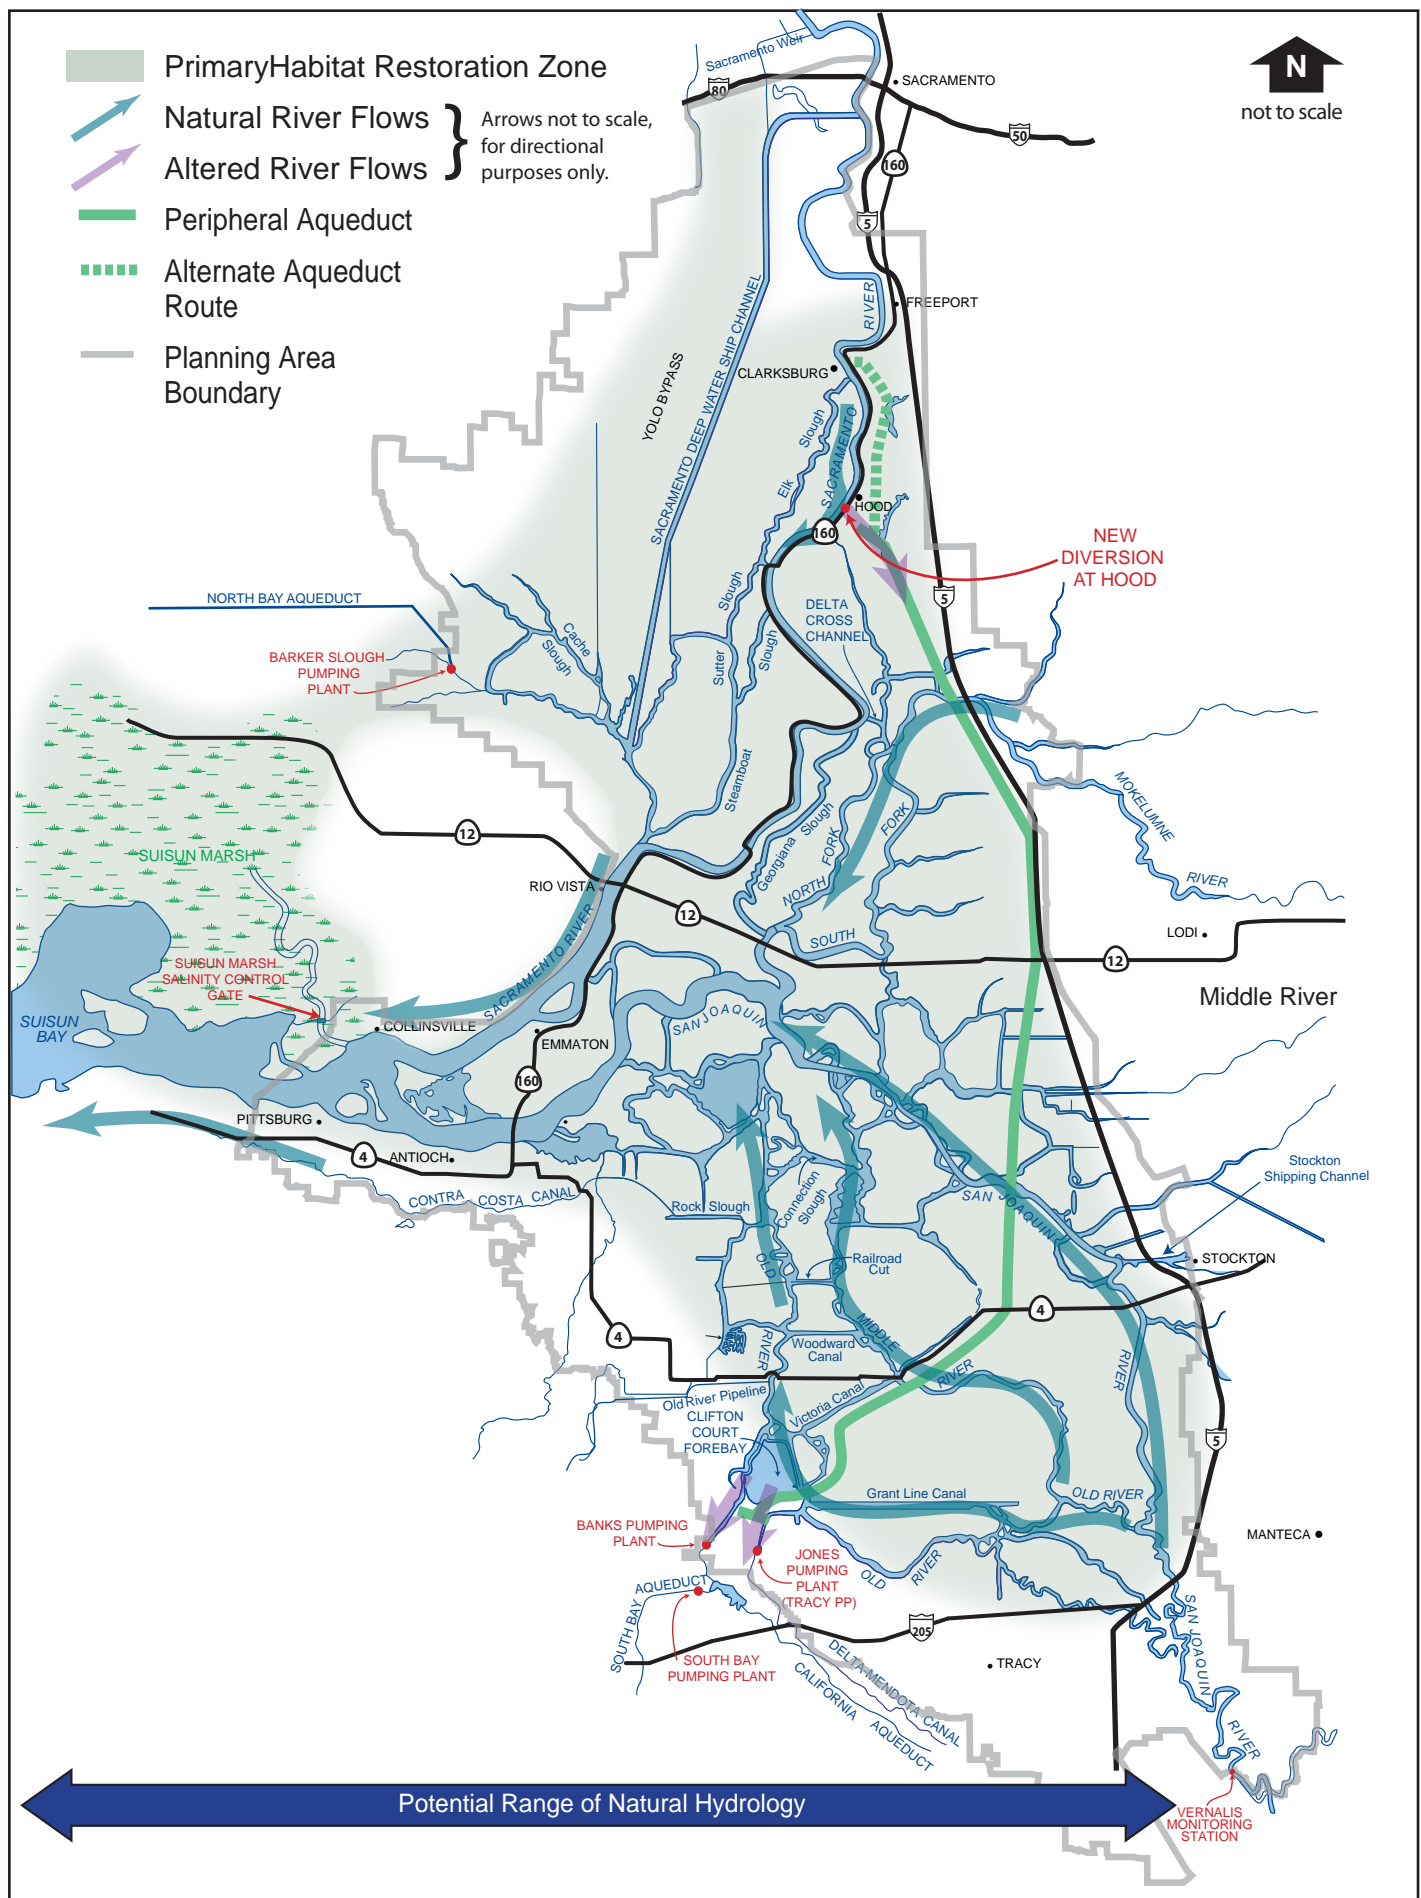 PrimaryHabitat Restoration Zone
Natural River Flows
Altered River Flows
Arrows not to scale,
for directional
purposes only.
Peripheral Aqueduct
Alternate Aqueduct
Route
Planning Area
Boundary
N
not to scale
Sacramento Weir
80
SACRAMENTO
50
160
5
FREEPORT
RIVER
CLARKSBURG
YOLO BYPASS
SACRAMENTO DEEP WATER SHIP CHANNEL
Elk
Slough
SACRAMENTO
HOOD
160
NEW
DIVERSION
AT HOOD
5
NORTH BAY AQUEDUCT
BARKER SLOUGH
PUMPING
PLANT
Cache
Slough
Sutter
Slough
Steamboat
Slough
DELTA
CROSS
CHANNEL
MOKELUMNE
RIVER
12
SUISUN MARSH
RIO VISTA
12
Georgiana
Slough
NORTH
FORK
SOUTH
FORK
LODI
12
Middle River
SUISUN MARSH
SALINITY CONTROL
GATE
SUISUN
BAY
SACRAMENTO RIVER
COLLINSVILLE
EMMATON
SAN JOAQUIN
160
PITTSBURG
4
ANTIOCH
CONTRA
COSTA CANAL
Rock Slough
Connection
Slough
SAN JOAQUIN
Stockton
Shipping Channel
STOCKTON
OLD
Railroad
Cut
4
4
RIVER
Woodward
Canal
MIDDLE
RIVER
RIVER
Old River Pipeline
Victoria Canal
CLIFTON
COURT
FOREBAY
5
Grant Line Canal
OLD RIVER
BANKS PUMPING
PLANT
JONES
PUMPING
PLANT
(TRACY PP)
OLD
RIVER
MANTECA
SOUTH BAY
AQUEDUCT
205
SOUTH BAY
PUMPING PLANT
TRACY
DELTA-MENDOTA CANAL
CALIFORNIA
AQUEDUCT
SAN JOAQUIN
RIVER
Potential Range of Natural Hydrology
VERNALIS
MONITORING
STATION